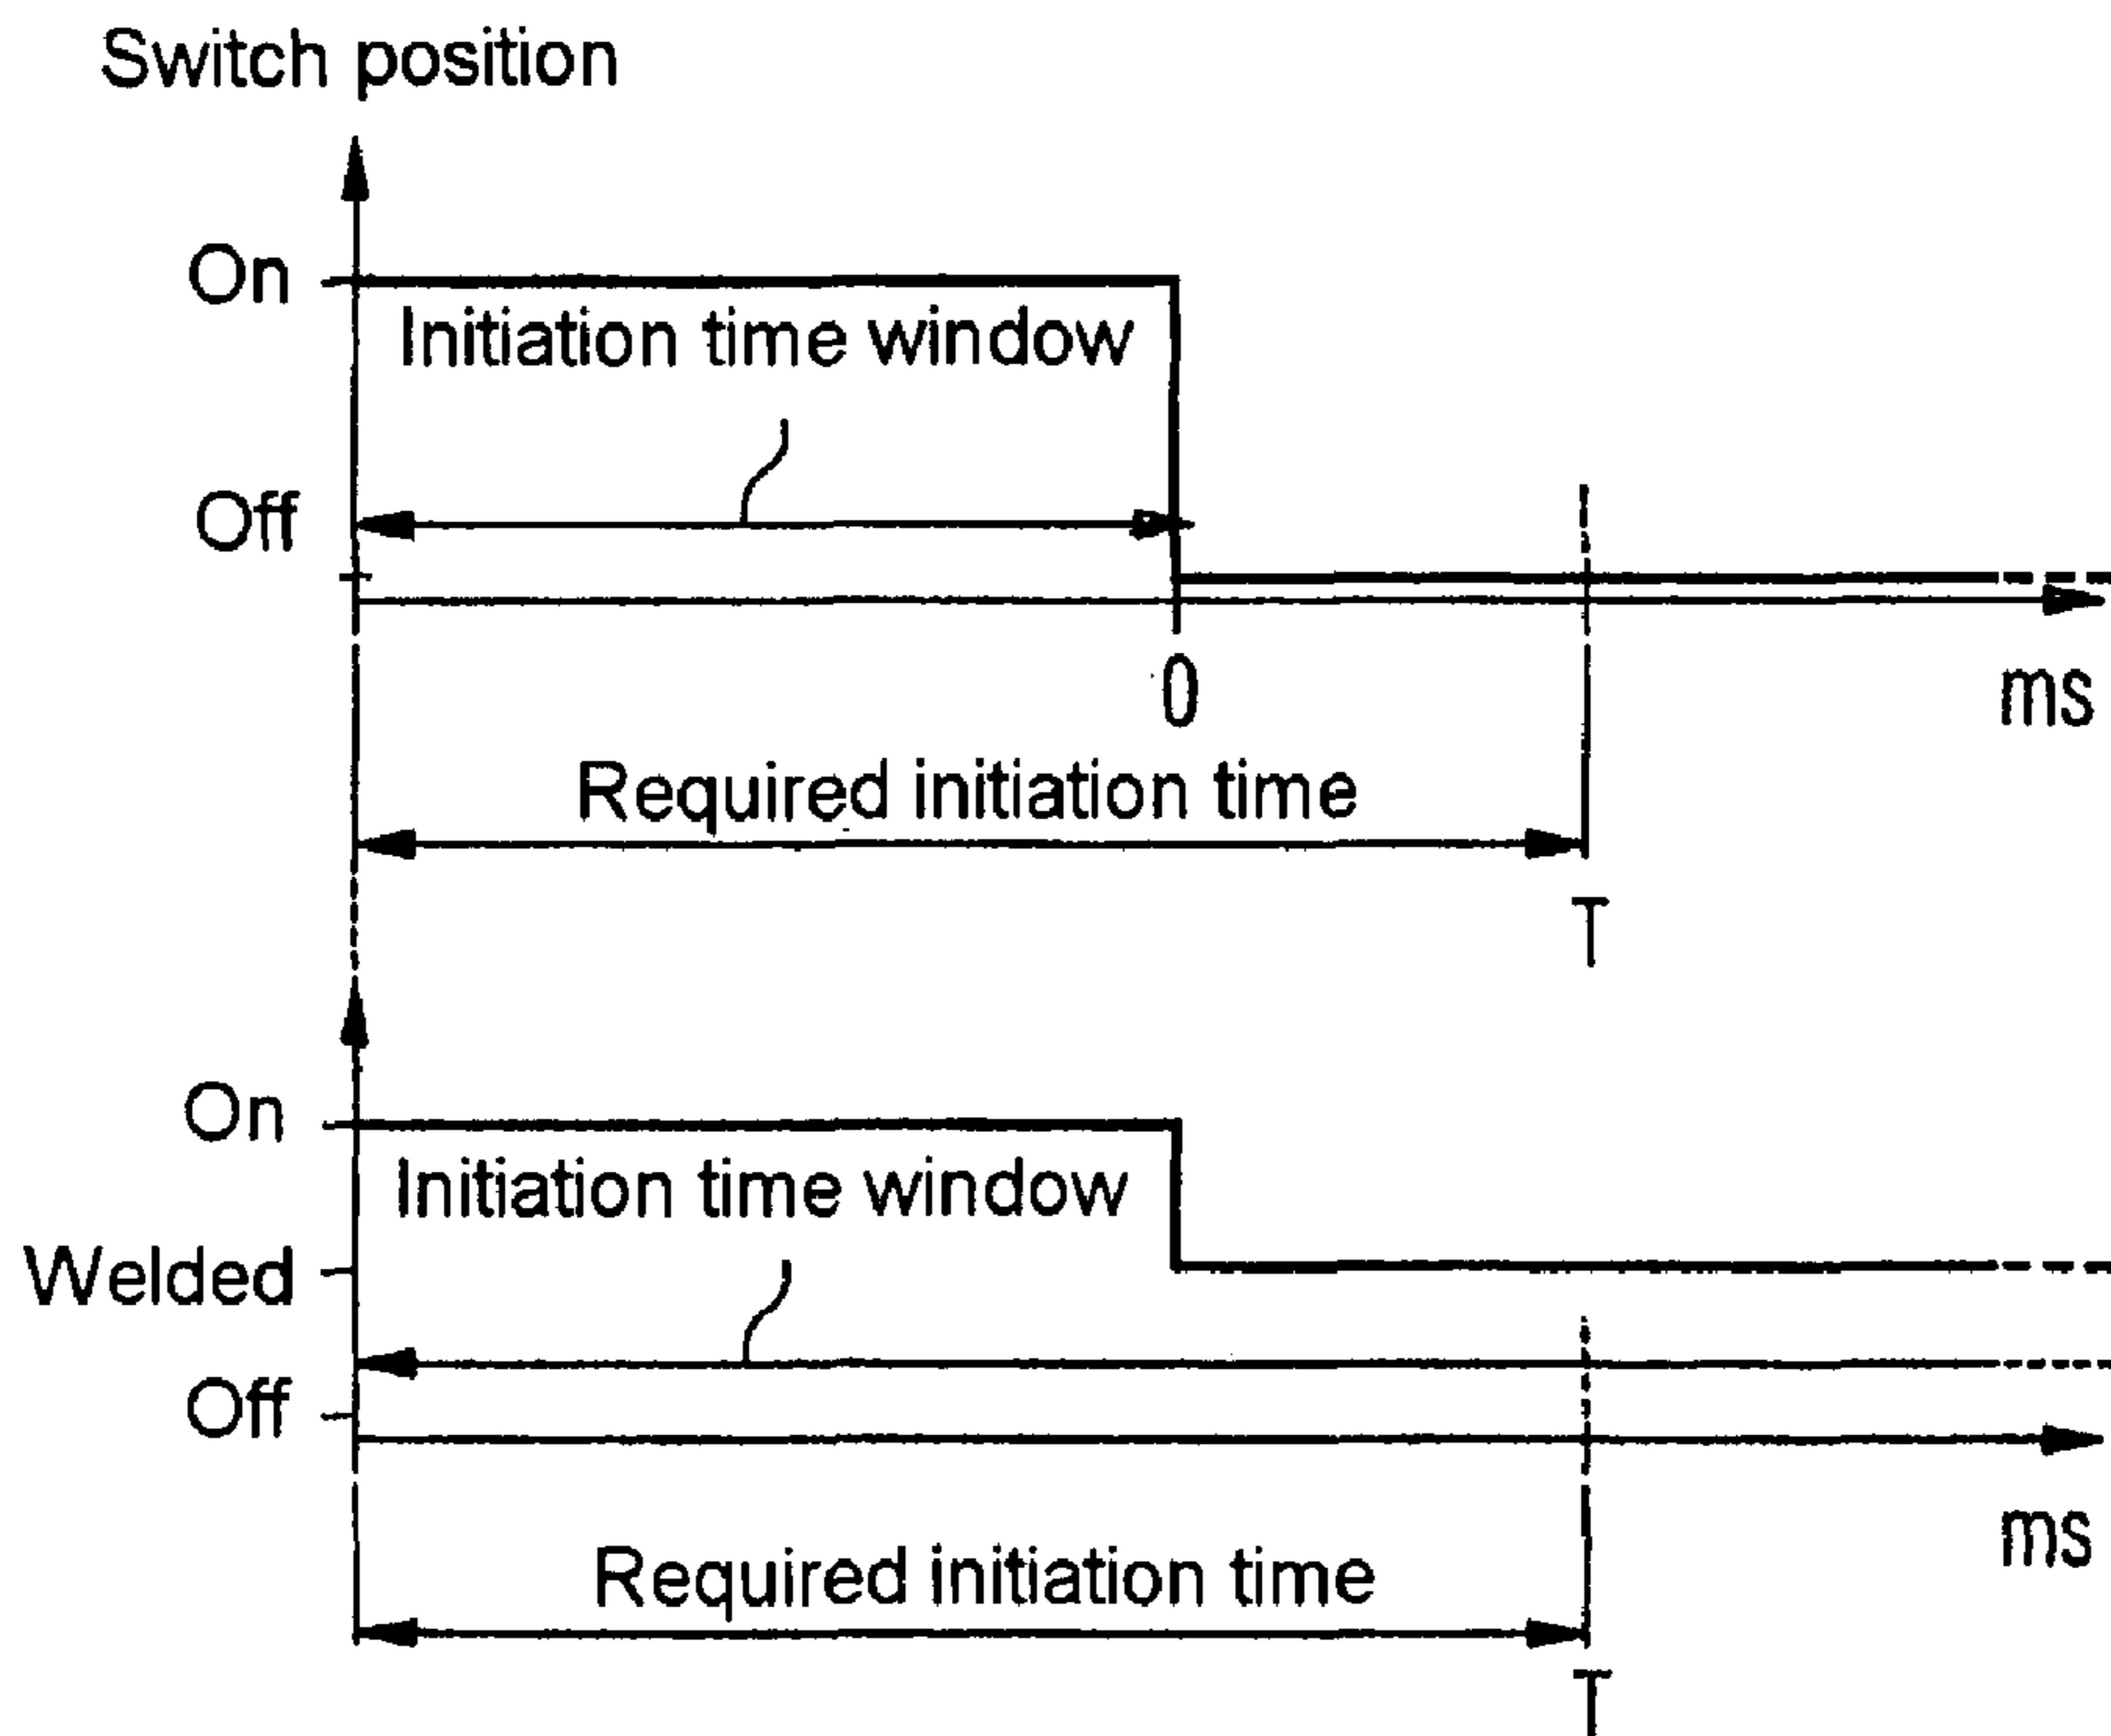 Switch position
On
Initiation time window
Off
0
ms
Required initiation time
T
On
Initiation time window
Welded
Off
ms
Required initiation time
T